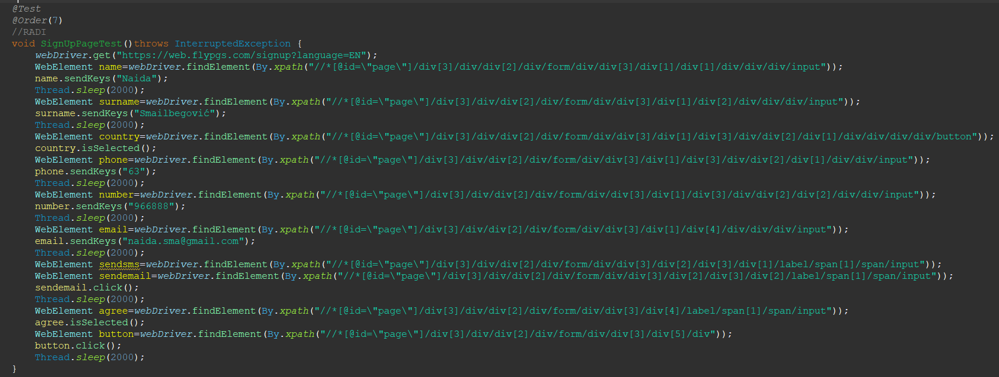 @Test
@Order(7)
//RADI
void SignUpPageTest()throws InterruptedException {
webDriver.get("https://web.flypgs.com/signup?language=EN");
WebElement name=webDriver.findElement(By.xpath("//*[@id=\"page\"]/div[3]/div/div[2]/div/form/div/div[3]/div[1]/div[1]/div/div/div/input"));
name.sendKeys("Naida");
Thread.sleep(2000);
WebElement surname=webDriver.findElement(By.xpath("//*[@id=\"page\"]/div[3]/div/div[2]/div/form/div/div[3]/div[1]/div[2]/div/div/div/input"));
surname.sendKeys("Smailbegović");
Thread.sleep(2000);
WebElement country=webDriver.findElement(By.xpath("//*[@id=\"page\"]/div[3]/div/div[2]/div/form/div/div[3]/div[1]/div[3]/div/div[2]/div[1]/div/div/div/div/button"));
country.isSelected();
WebElement phone=webDriver.findElement(By.xpath("//*[@id=\"page\"]/div[3]/div/div[2]/div/form/div/div[3]/div[1]/div[3]/div/div[2]/div[1]/div/div/input"));
phone.sendKeys("63");
Thread.sleep(2000);
WebElement number=webDriver.findElement(By.xpath("//*[@id=\"page\"]/div[3]/div/div[2]/div/form/div/div[3]/div[1]/div[3]/div/div[2]/div[2]/div/div/input"));
number.sendKeys("966888");
Thread.sleep(2000);
WebElement email=webDriver.findElement(By.xpath("//*[@id=\"page\"]/div[3]/div/div[2]/div/form/div/div[3]/div[1]/div[4]/div/div/div/input"));
email.sendKeys("naida.sma@gmail.com");
Thread.sleep(2000);
WebElement sendsms=webDriver.findElement(By.xpath("//*[@id=\"page\"]/div[3]/div/div[2]/div/form/div/div[3]/div[2]/div[3]/div[1]/label/span[1]/span/input"));
WebElement sendemail=webDriver.findElement(By.xpath("//*[@id=\"page\"]/div[3]/div/div[2]/div/form/div/div[3]/div[2]/div[3]/div[2]/label/span[1]/span/input"));
sendemail.click();
Thread.sleep(2000);
WebElement agree=webDriver.findElement(By.xpath("//*[@id=\"page\"]/div[3]/div/div[2]/div/form/div/div[3]/div[4]/label/span[1]/span/input"));
agree.isSelected();
WebElement button=webDriver.findElement(By.xpath("//*[@id=\"page\"]/div[3]/div/div[2]/div/form/div/div[3]/div[5]/div"));
button.click();
Thread.sleep(2000);
}